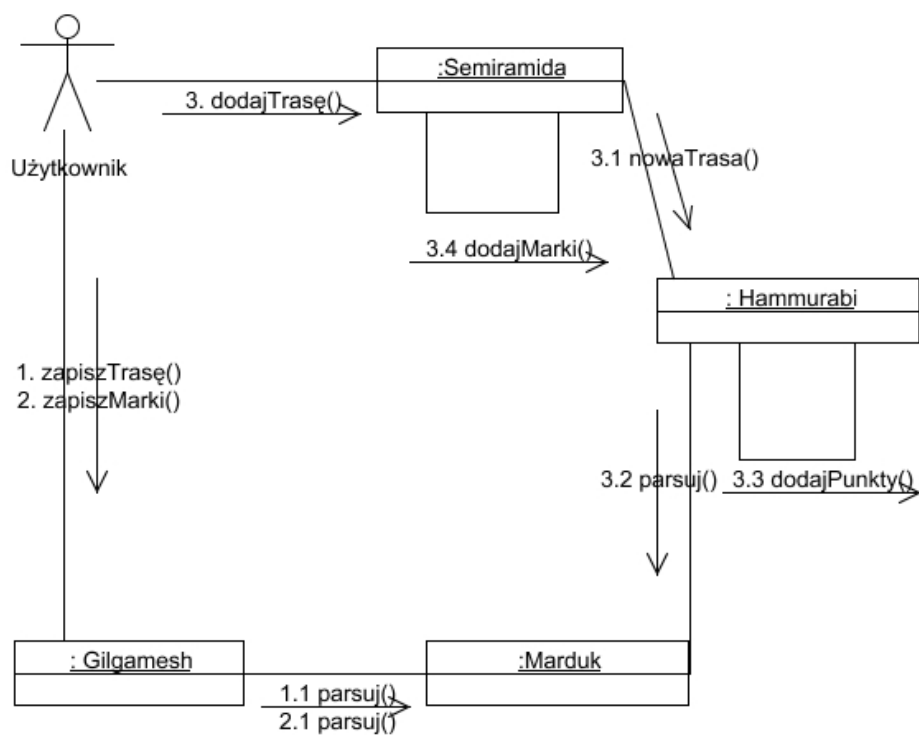 :Semiramida
3. dodajTrasę()
Użytkownik
3.1 nowaTrasa()
3.4 dodajMarki()
: Hammurabi
1. zapiszTrasę()
2. zapiszMarki()
3.2 parsuj()
3.3 dodajPunkty()
: Gilgamesh
:Marduk
1.1 parsuj()
2.1 parsuj()